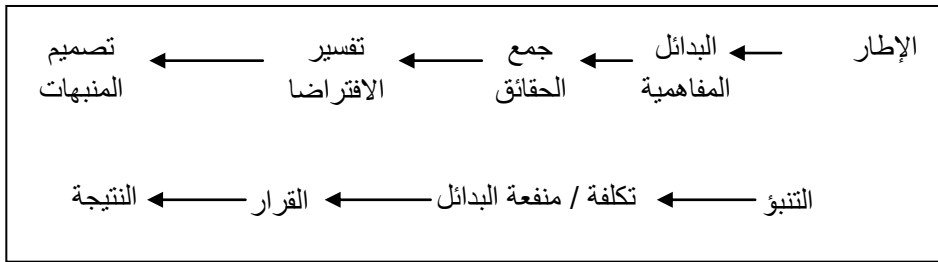 الإطار البدائل جمع تفسير تصميم
المفاهمية الحقائق الافتراضا المنبهات
التنبؤ تكلفة / منفعة البدائل القرار النتيجة